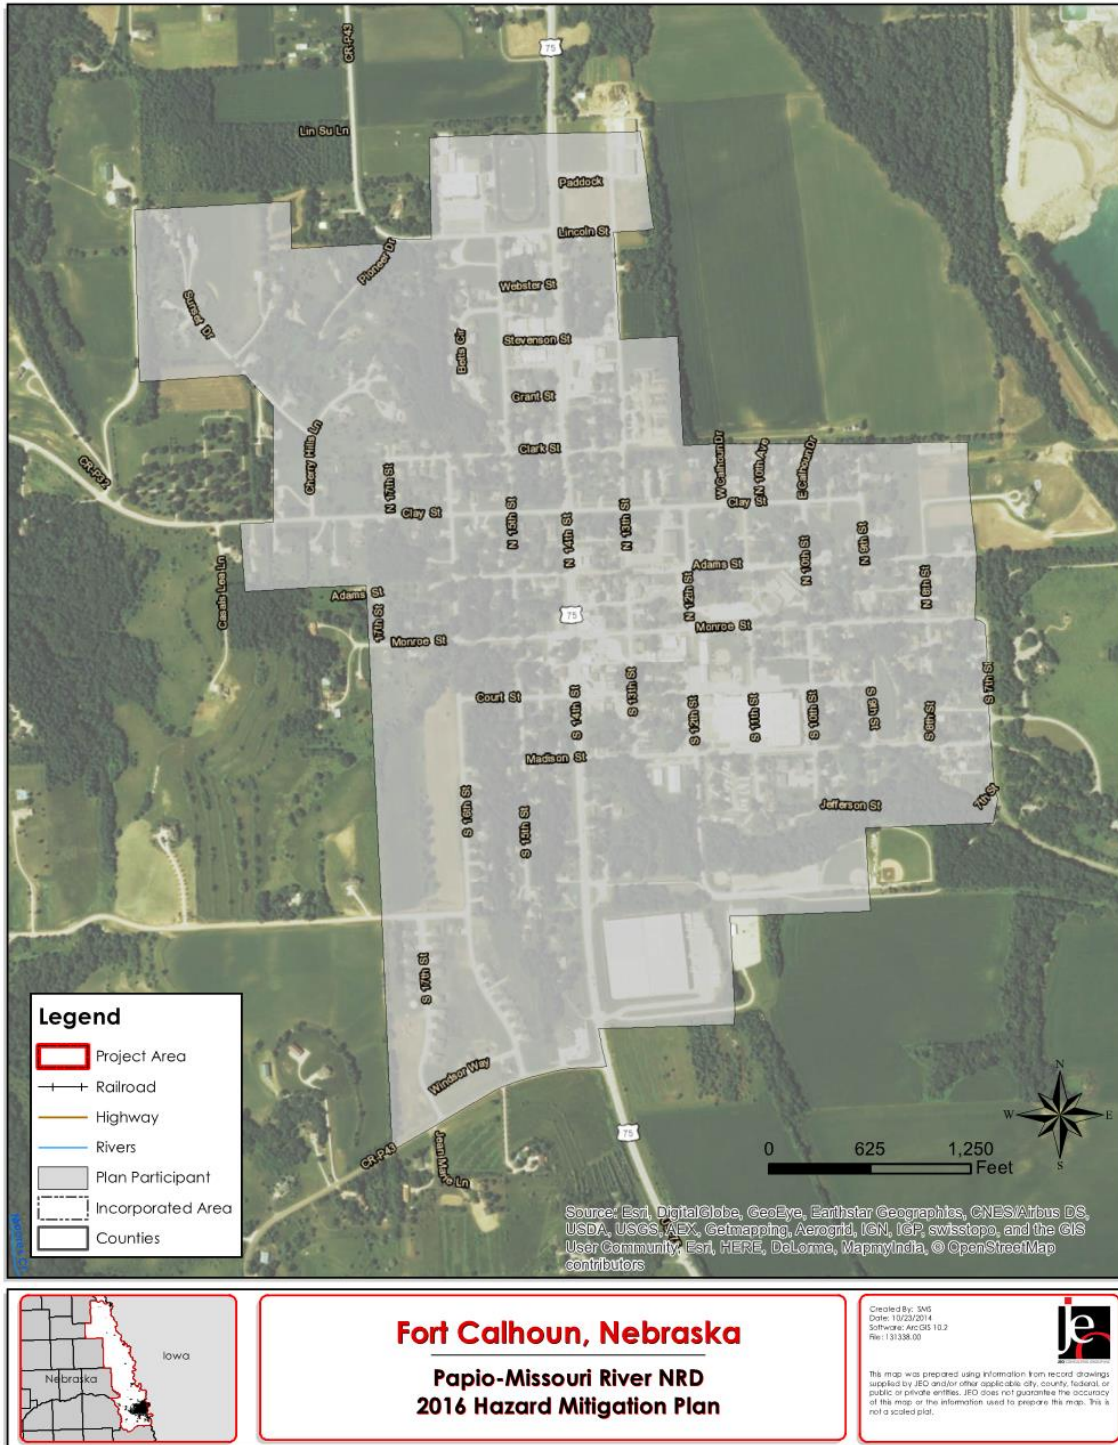 75
CR-P43
Lin Su Ln
Paddock
Lincoln St
Pioneer Dr
Webster St
Sunset Dr
Stevenson St
Betts Cir
Grant St
Cherry Hills Ln
Clark St
CR-P32
N 17th St
W Calhoun Dr
N 10th Ave
E Calhoun Dr
Clay St
Clay St
N 15th St
N 14th St
N 13th St
N 10th St
N 9th St
Adams St
N 8th St
N 12th St
Adams St
17th St
75
Monroe St
Monroe St
Court St
S 14th St
S 13th St
S 12th St
S 11th St
S 10th St
S 9th St
S 8th St
S 7th St
Madison St
S 16th St
S 15th St
Jefferson St
7th St
S 17th St
Windsor Way
CR-P43
75
Legend
Project Area
Railroad
Highway
Rivers
Plan Participant
Incorporated Area
Counties
N
W
E
S
0 625 1,250
Feet
Source: Esri, DigitalGlobe, GeoEye, Earthstar Geographics, CNES/Airbus DS,
USDA, USGS, AEX, Getmapping, Aerogrid, IGN, IGP, swisstopo, and the GIS
User Community, Esri, HERE, DeLorme, MapmyIndia, © OpenStreetMap
contributors
Iowa
Nebraska
Fort Calhoun, Nebraska
Papio-Missouri River NRD
2016 Hazard Mitigation Plan
Created By: SMS
Date: 10/23/2014
Software: ArcGIS 10.2
File: 131338.00
This map was prepared using information from record drawings
supplied by JEO and/or other applicable city, county, federal, or
public or private entities. JEO does not guarantee the accuracy
of this map or the information used to prepare this map. This is
not a scaled plat.